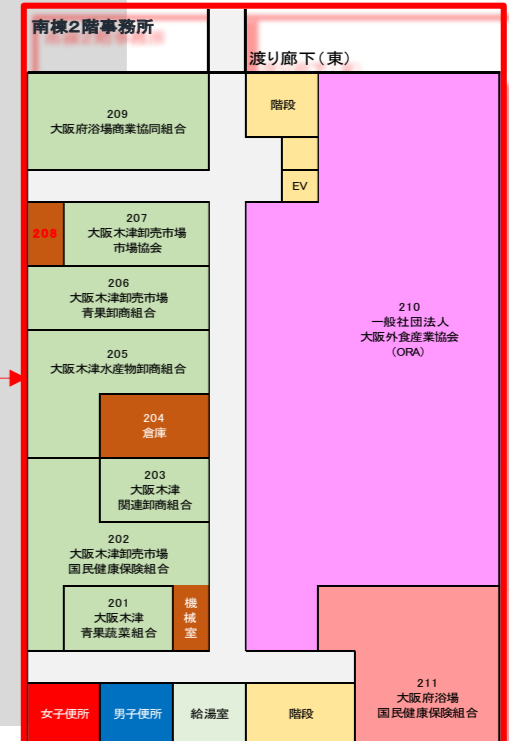 南棟2階事務所
渡り廊下(東)
209
大阪府浴場商業協同組合
階段
EV
208
207
大阪木津卸売市場
市場協会
206
大阪木津卸売市場
青果卸商組合
205
大阪木津水産物卸商組合
204
倉庫
203
大阪木津
関連卸商組合
202
大阪木津卸売市場
国民健康保険組合
201
大阪木津
青果蔬菜組合
機
械
室
210
一般社団法人
大阪外食産業協会
(ORA)
211
大阪府浴場
国民健康保険組合
女子便所
男子便所
給湯室
階段